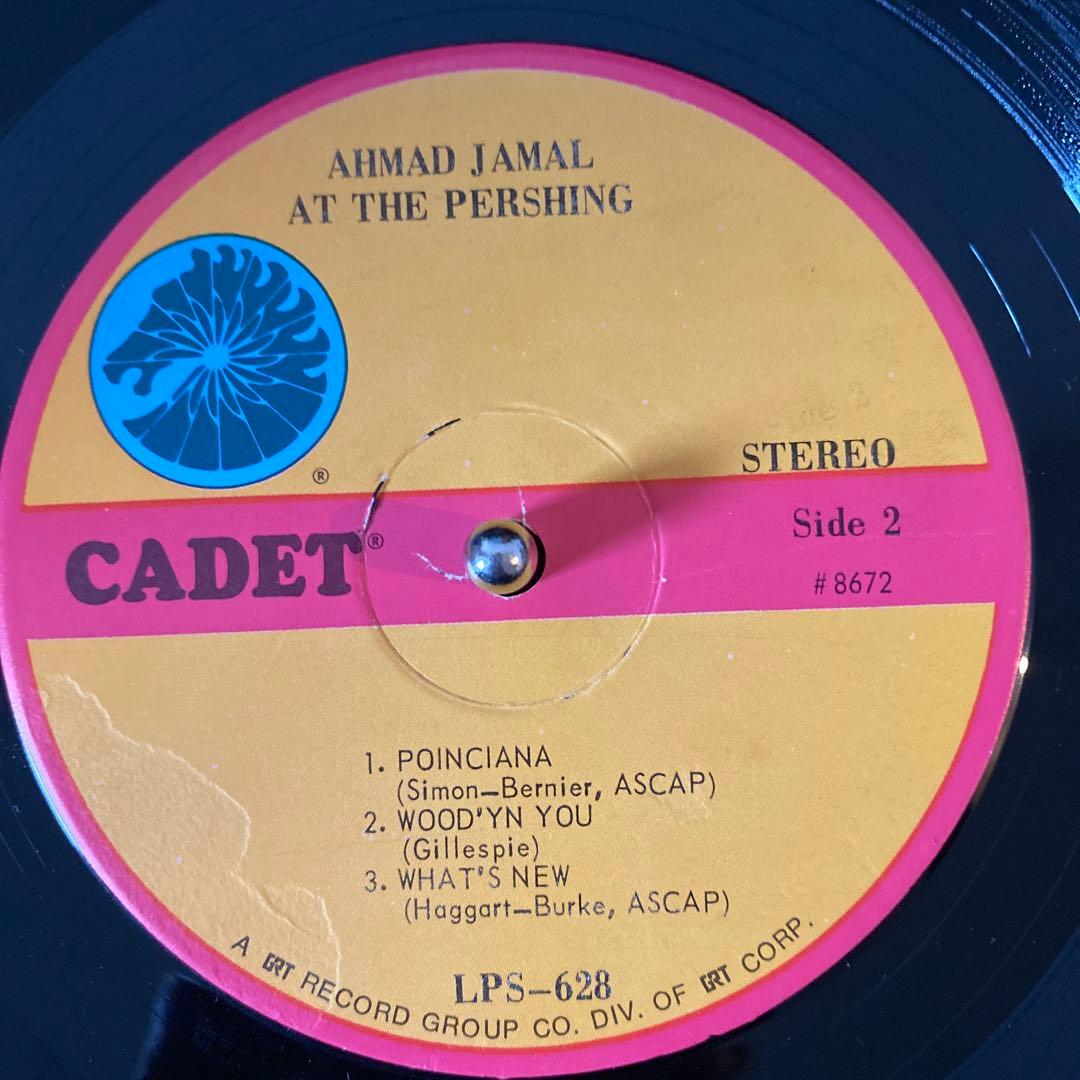 AHMAD JAMAL
AT THE PERSHING
®
STEREO
CADET®
Side 2
#8672
1. POINCIANA
(Simon—Bernier, ASCAP)
2. WOOD'YN YOU
(Gillespie)
3. WHAT'S NEW
(Haggart—Burke, ASCAP)
LPS—628
A GRT RECORD GROUP CO. DIV. OF GRT CORP.